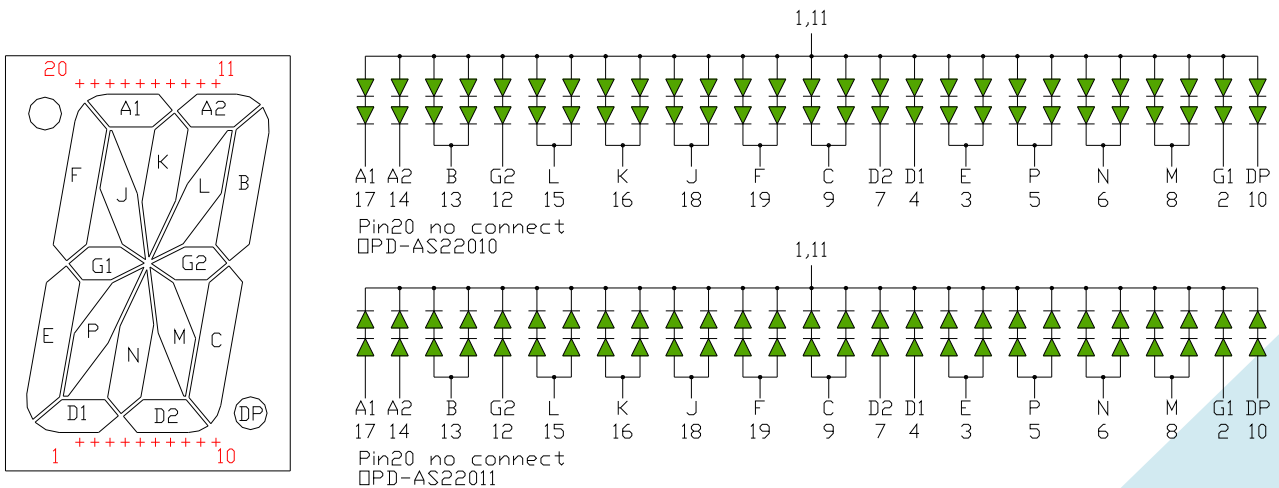 20 11
A1 A2
F J K L B
G1 G2
E P N M C
D1 D2 DP
1 10
1,11
A1 A2 B G2 L K J F C D2 D1 E P N M G1 DP
17 14 13 12 15 16 18 19 9 7 4 3 5 6 8 2 10
Pin20 no connect
OPD-AS22010
1,11
A1 A2 B G2 L K J F C D2 D1 E P N M G1 DP
17 14 13 12 15 16 18 19 9 7 4 3 5 6 8 2 10
Pin20 no connect
OPD-AS22011